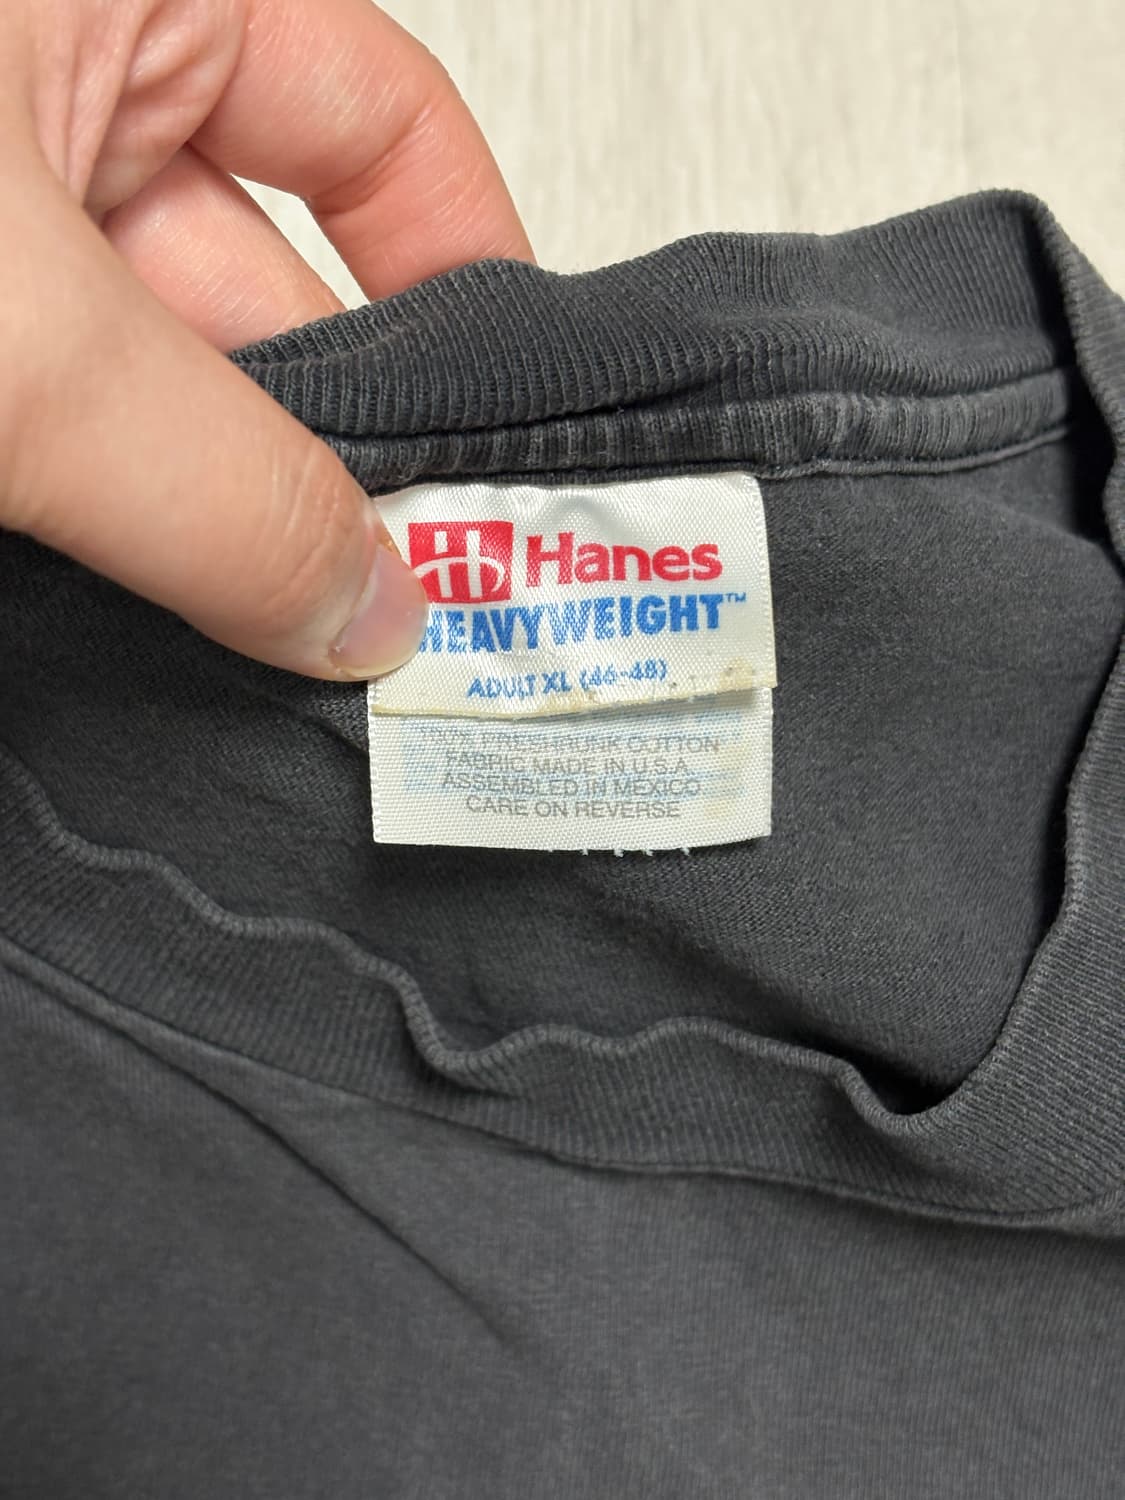 Hanes
HEAVYWEIGHT™
ADULT XL (46-48)
100% PRESHRUNK COTTON
FABRIC MADE IN U.S.A
ASSEMBLED IN MEXICO
CARE ON REVERSE